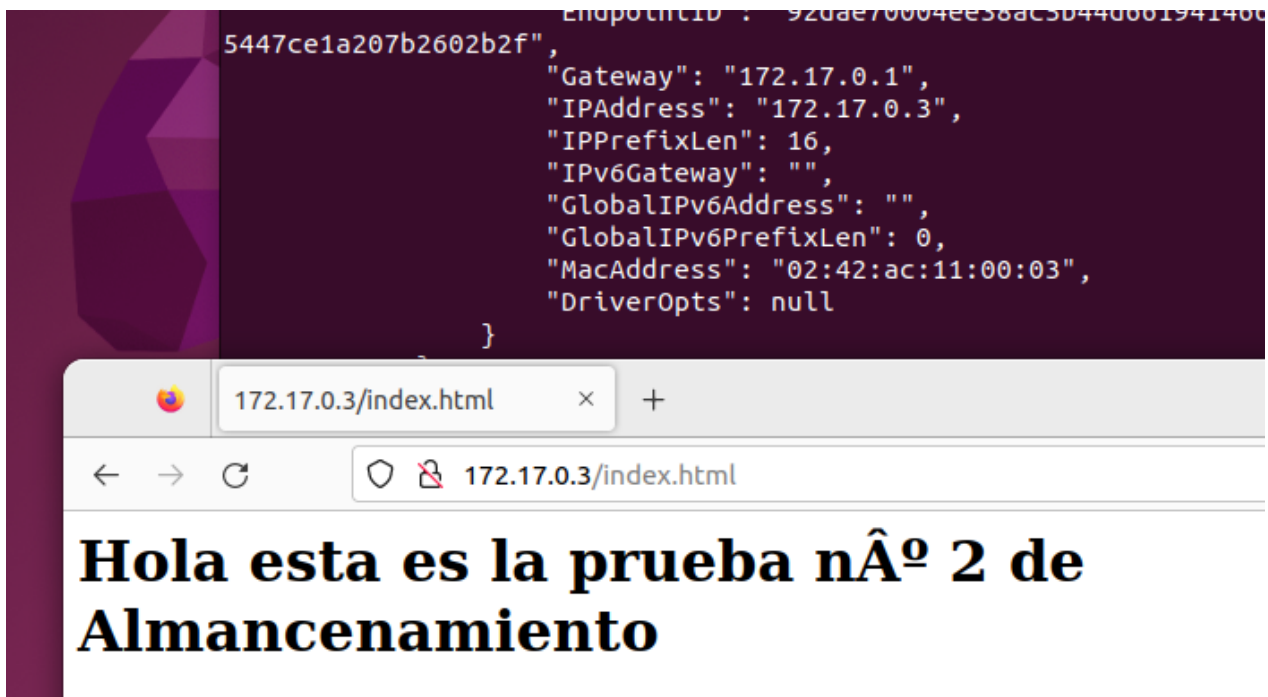 5447ce1a207b2602b2f",
"Gateway": "172.17.0.1",
"IPAddress": "172.17.0.3",
"IPPrefixLen": 16,
"IPv6Gateway": "",
"GlobalIPv6Address": "",
"GlobalIPv6PrefixLen": 0,
"MacAddress": "02:42:ac:11:00:03",
"DriverOpts": null
}
172.17.0.3/index.html
172.17.0.3/index.html
Hola esta es la prueba nÂº 2 de
Almancenamiento